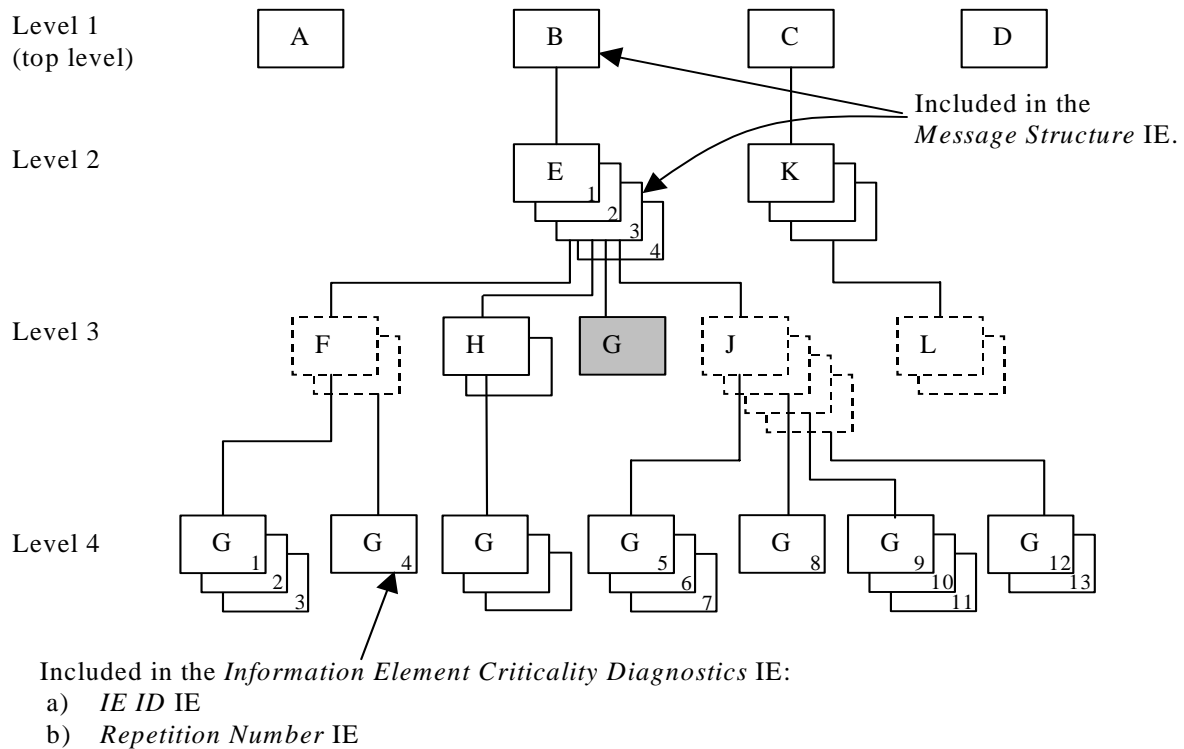 Level 1
(top level)
A
B
C
D
Included in the
Message Structure IE.
Level 2
E
1
2
3
4
K
Level 3
F
H
G
J
L
Level 4
G
1
2
3
G
4
G
G
5
6
7
G
8
G
9
10
11
G
12
13
Included in the Information Element Criticality Diagnostics IE:
a) IE ID IE
b) Repetition Number IE